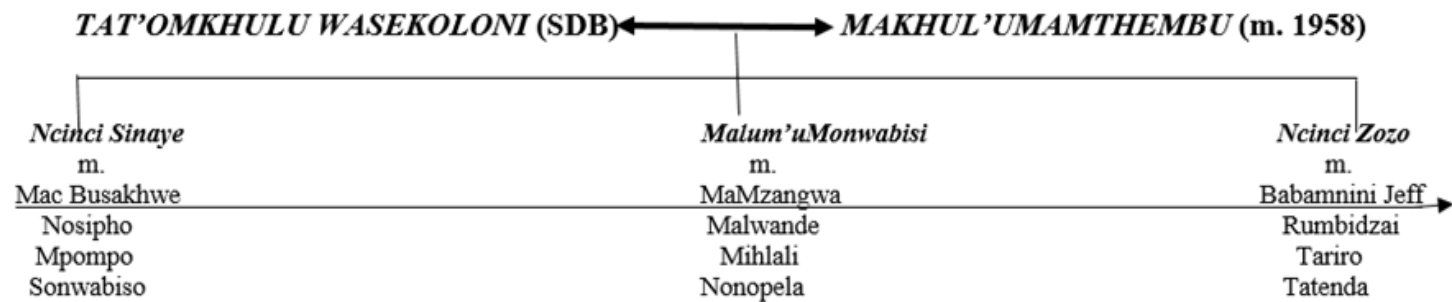 TAT’OMKHULU WASEKOLONI (SDB) MAKHUL’UMAMTHEMBU (m. 1958)
Ncinci Sinaye Malum’uMonwabisi Ncinci Zozo
m. m. m.
Mac Busakhwe MaMzangwa Babamnini Jeff
Nosipho Malwande Rumbidzai
Mpompo Mihlali Tariro
Sonwabiso Nonopela Tatenda